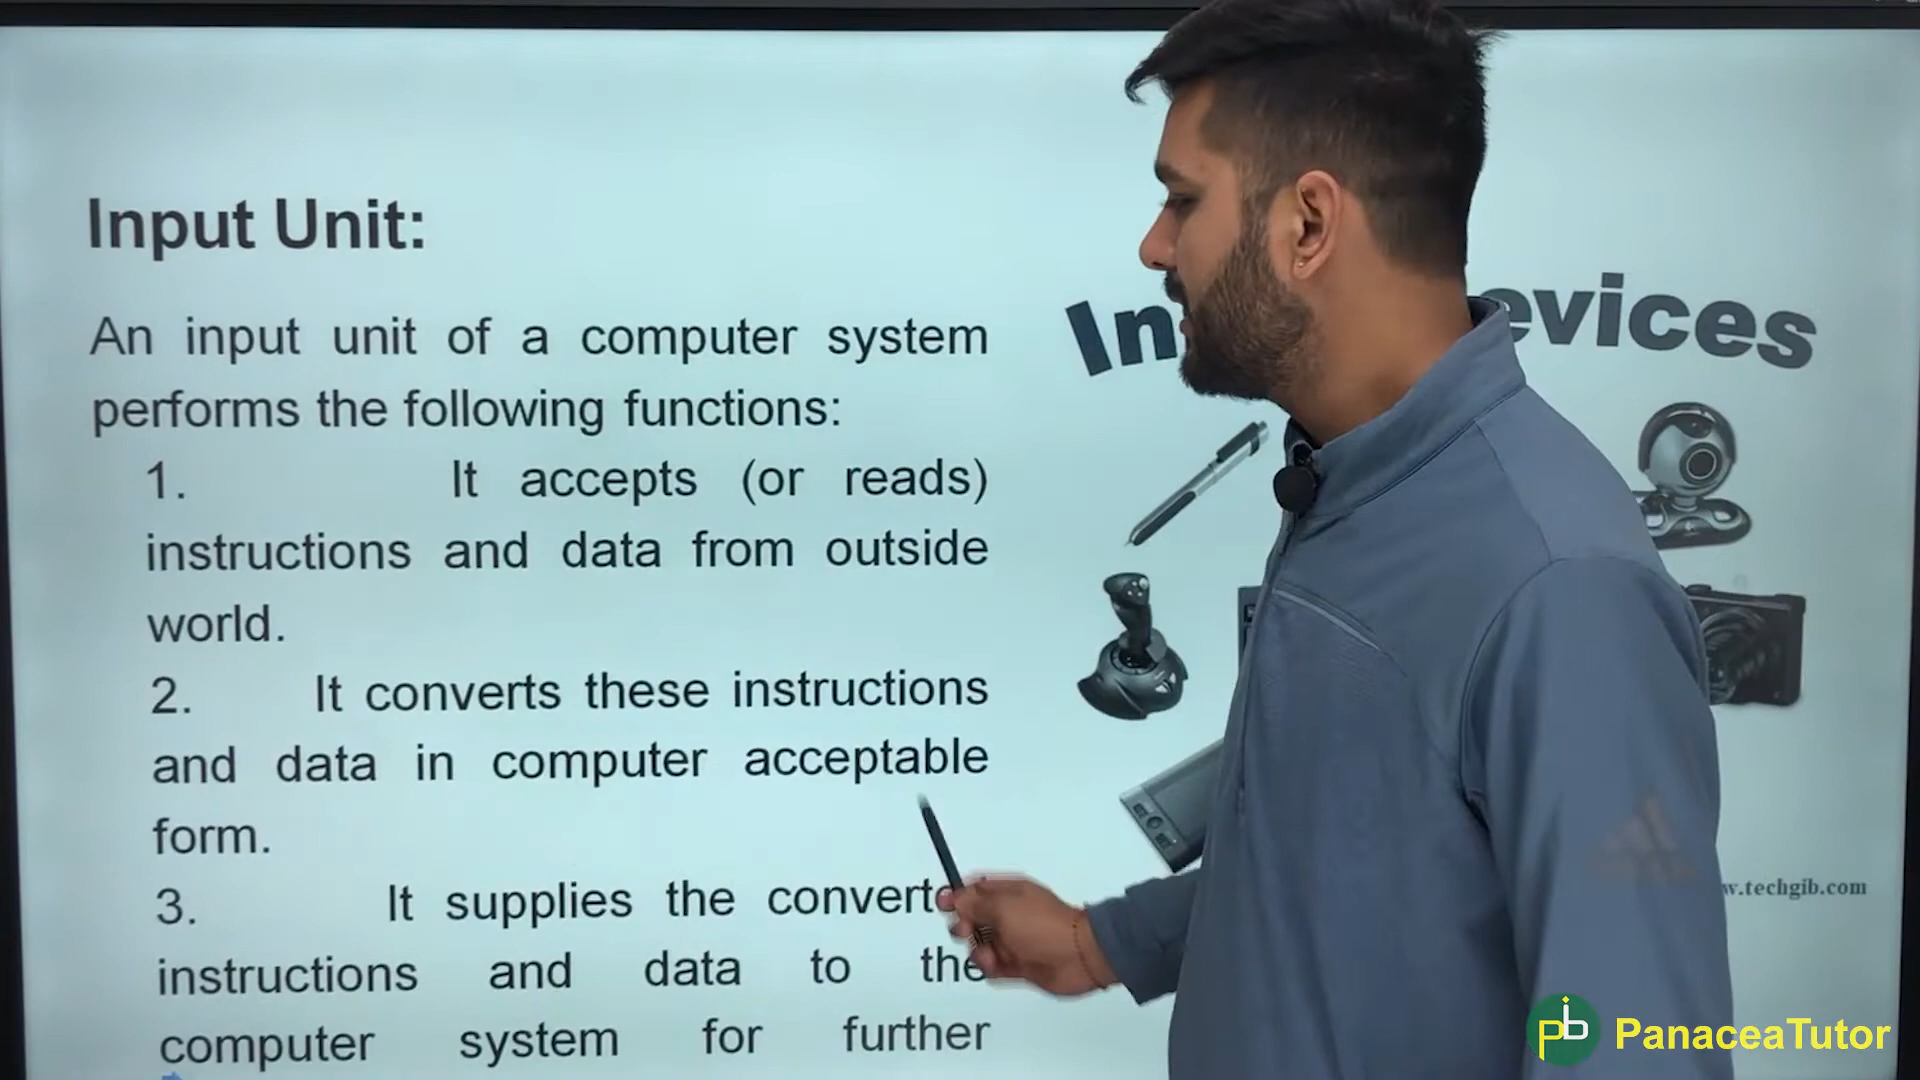 Input Unit:
An input unit of a computer system
performs the following functions:
1. It accepts (or reads)
instructions and data from outside
world.
2. It converts these instructions
and data in computer acceptable
form.
3. It supplies the converte
instructions and data to the
computer system for further
In evices
w.techgib.com
PanaceaTutor